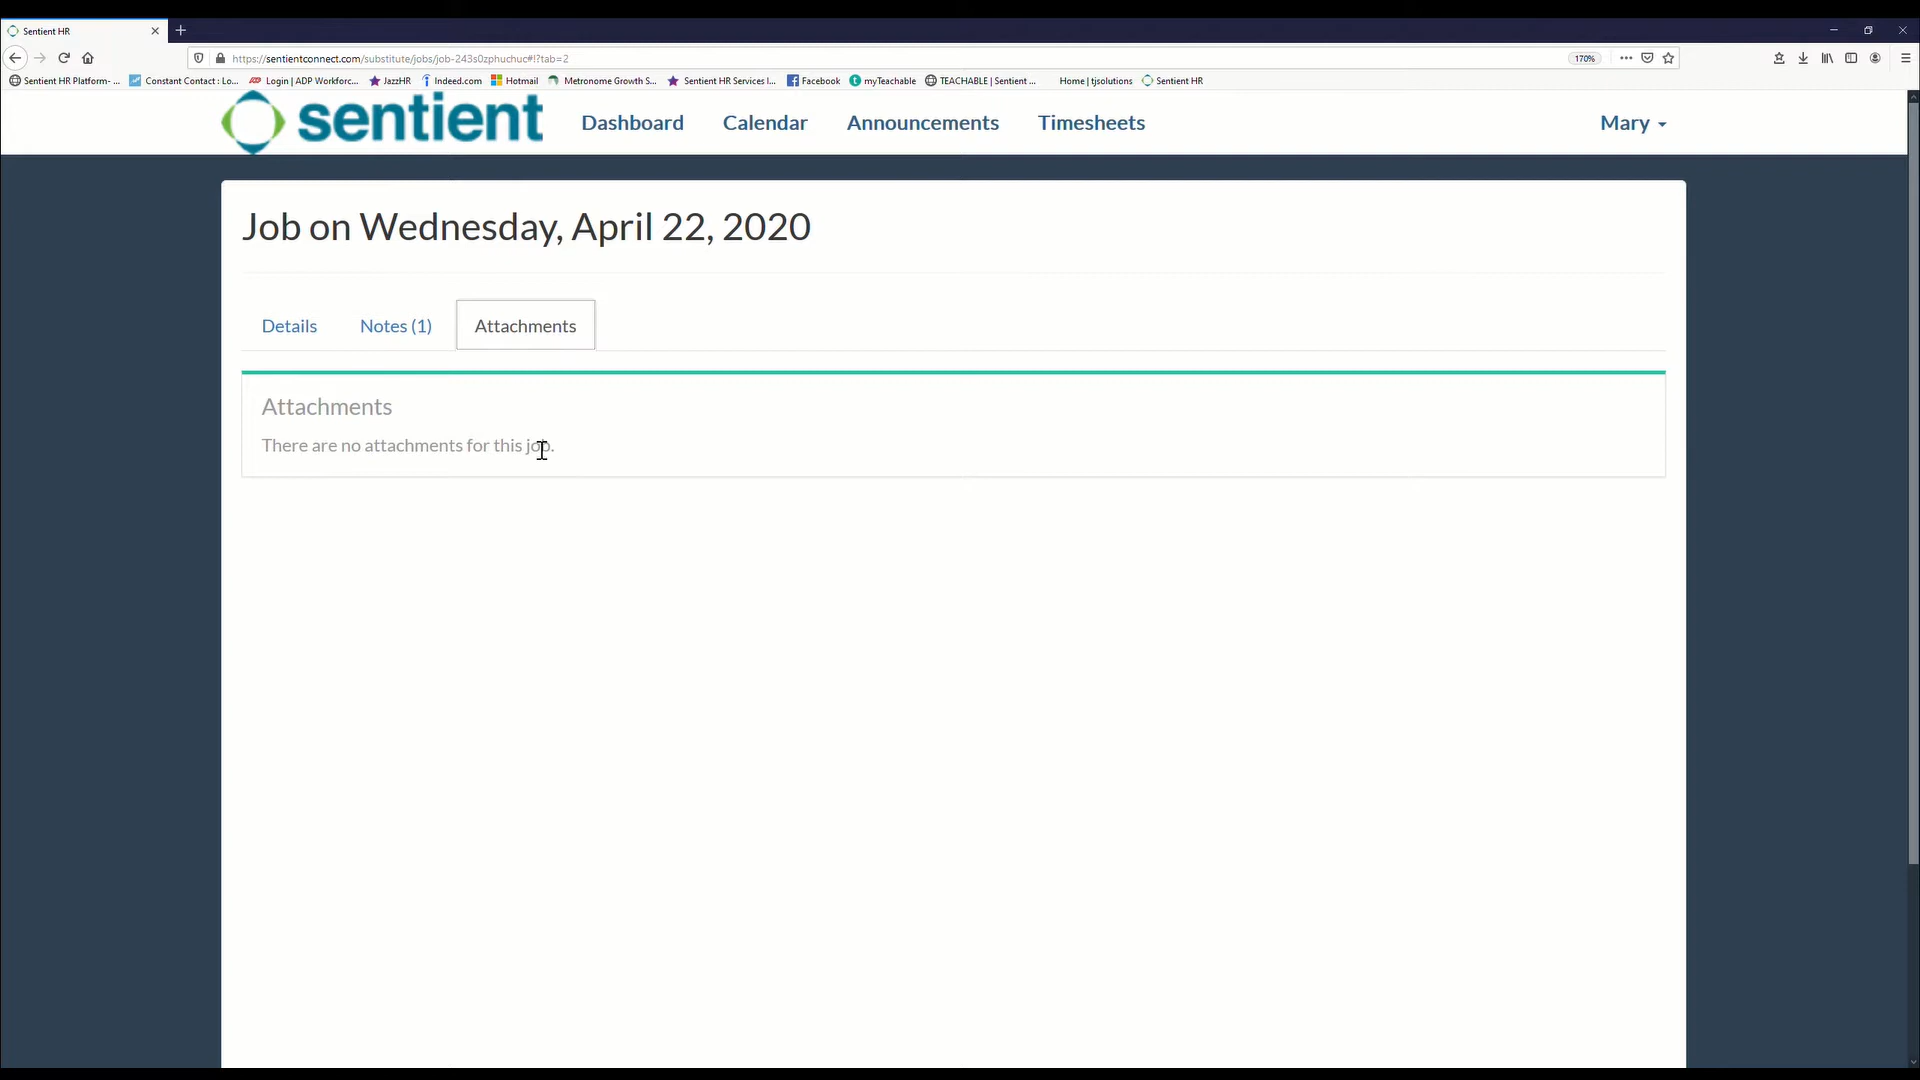 Sentient HR
https://sentientconnect.com/substitute/jobs/job-243s0zphuchuc#!?tab=2
170%
Sentient HR Platform- ...
Constant Contact : Lo...
Login | ADP Workforc...
JazzHR
Indeed.com
Hotmail
Metronome Growth S...
Sentient HR Services I...
Facebook
myTeachable
TEACHABLE | Sentient ...
Home | tjsolutions
Sentient HR
sentient
Dashboard
Calendar
Announcements
Timesheets
Mary
Job on Wednesday, April 22, 2020
Details
Notes (1)
Attachments
Attachments
There are no attachments for this job.